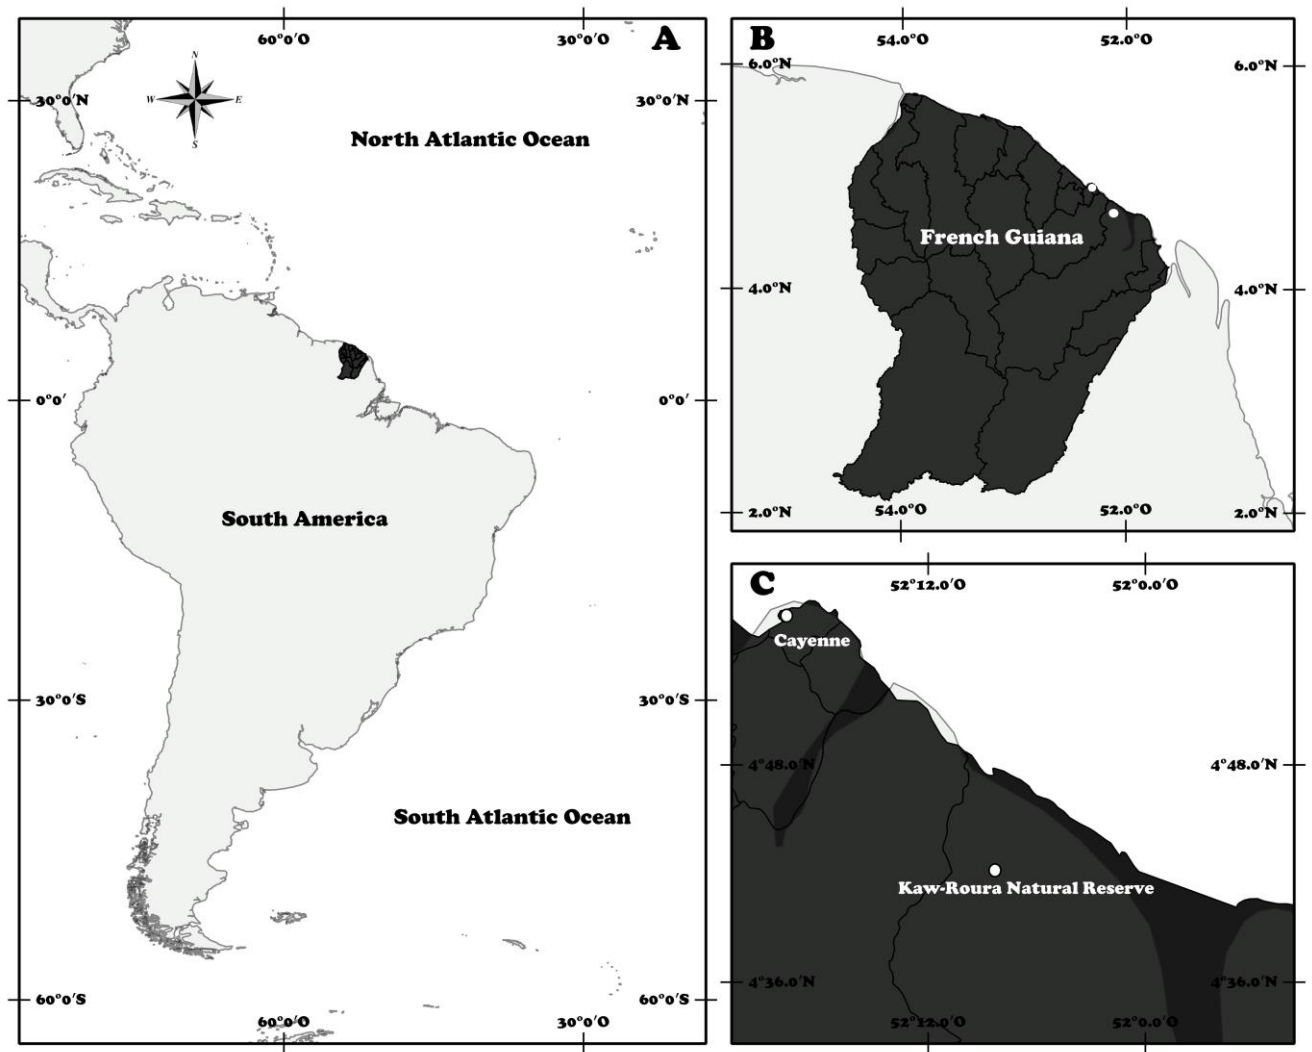 60°0′0 30°0′0 A
N
W E
S
30°0′N 30°0′N
North Atlantic Ocean
0°0′ 0°0′
South America
30°0′S 30°0′S
South Atlantic Ocean
60°0′S 60°0′S
60°0′0 30°0′0
B 54.0°O 52.0°O
6.0°N 6.0°N
French Guiana
4.0°N 4.0°N
2.0°N 54.0°O 52.0°O 2.0°N
C 52°12.0′O 52°0.0′O
Cayenne
4°48.0′N 4°48.0′N
Kaw-Roura Natural Reserve
4°36.0′N 4°36.0′N
52°12.0′O 52°0.0′O